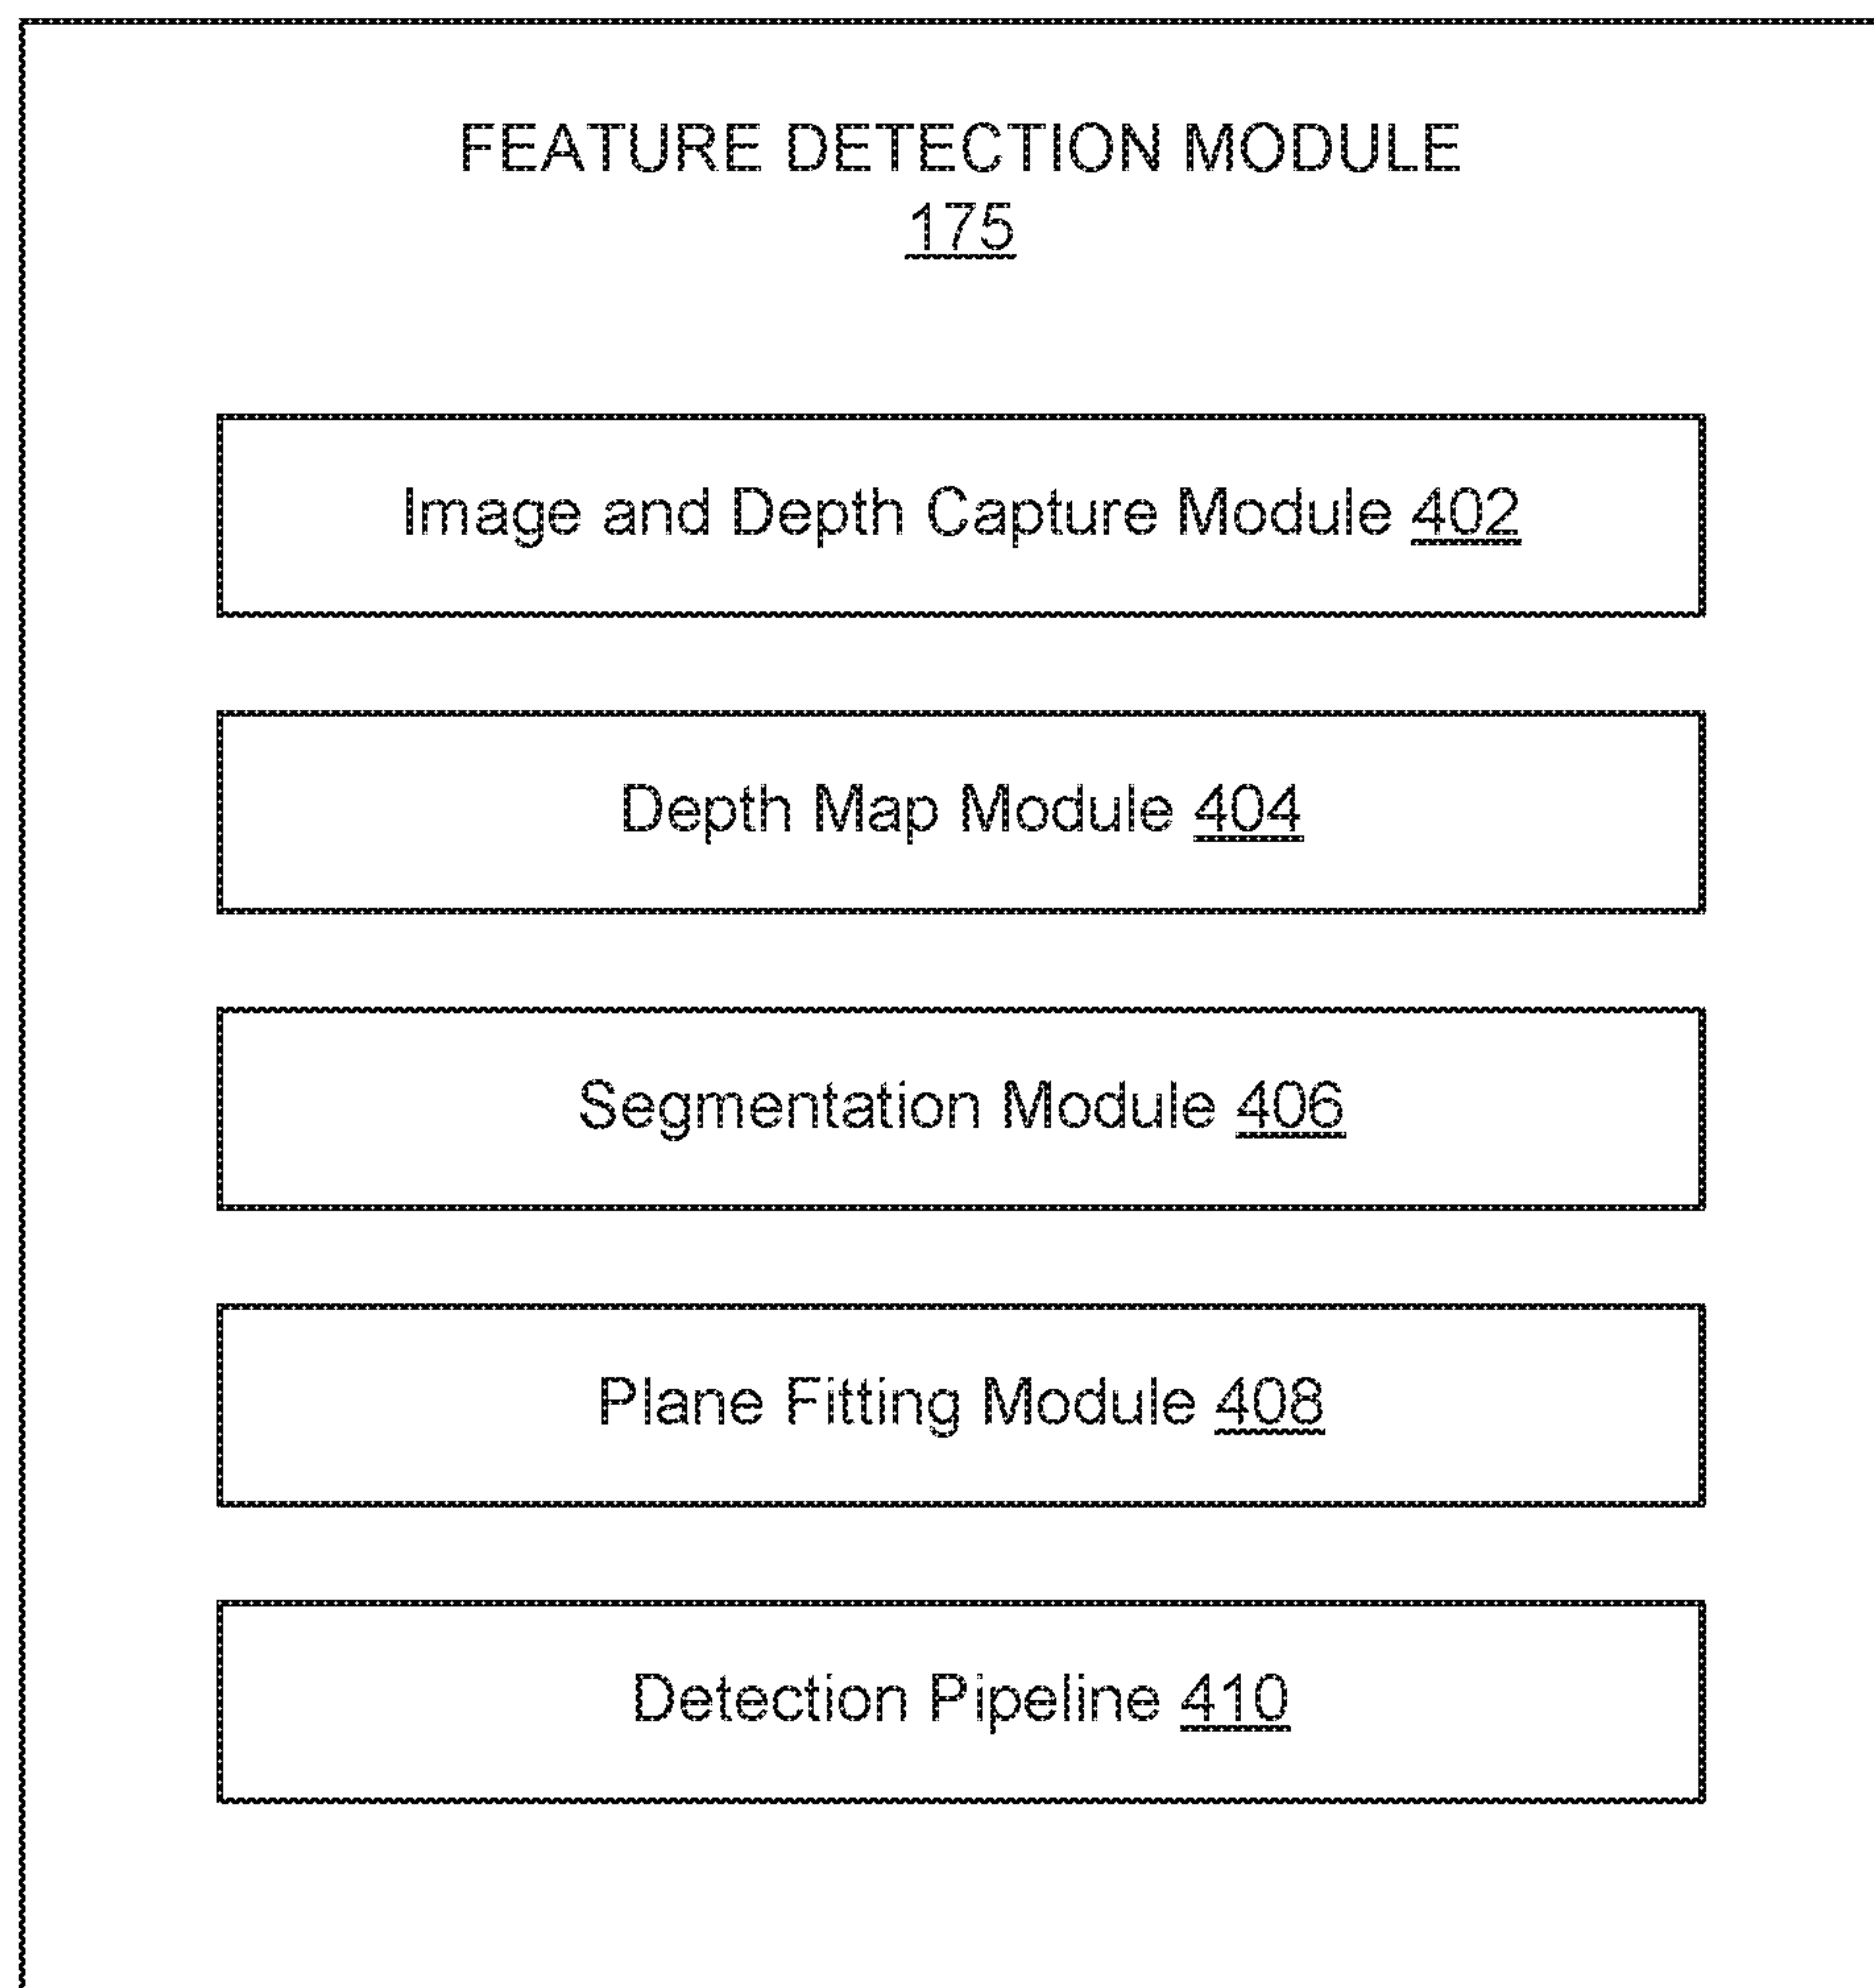 FEATURE DETECTION MODULE
175
Image and Depth Capture Module 402
Depth Map Module 404
Segmentation Module 406
Plane Fitting Module 408
Detection Pipeline 410